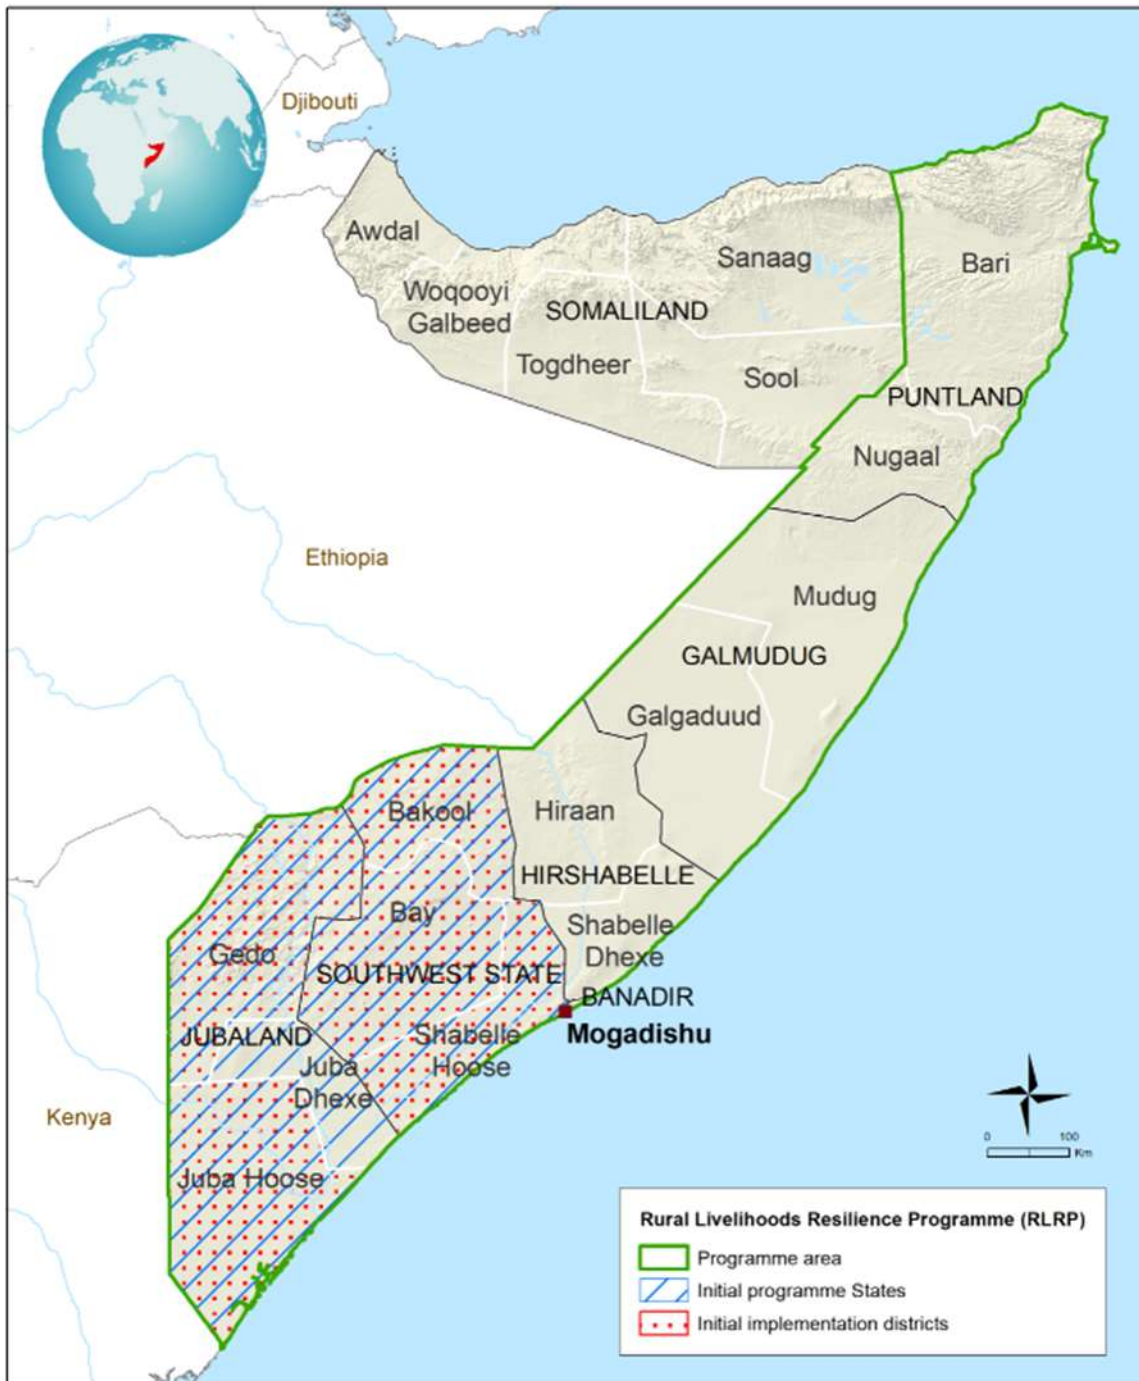 Djibouti
Awdal
Sanaag
Bari
Woqooyi
Galbeed
SOMALILAND
Togdheer
Sool
PUNTLAND
Nugaal
Ethiopia
Mudug
GALMUDUG
Galgaduud
Bakool
Hiraan
HIRSHABELLE
Bay
Shabelle
Dhexe
Gedo
SOUTHWEST STATE
BANADIR
Mogadishu
JUBALAND
Shabelle
Hoose
Juba
Dhexe
Kenya
Juba Hoose
0 100
Km
Rural Livelihoods Resilience Programme (RLRP)
Programme area
Initial programme States
Initial implementation districts